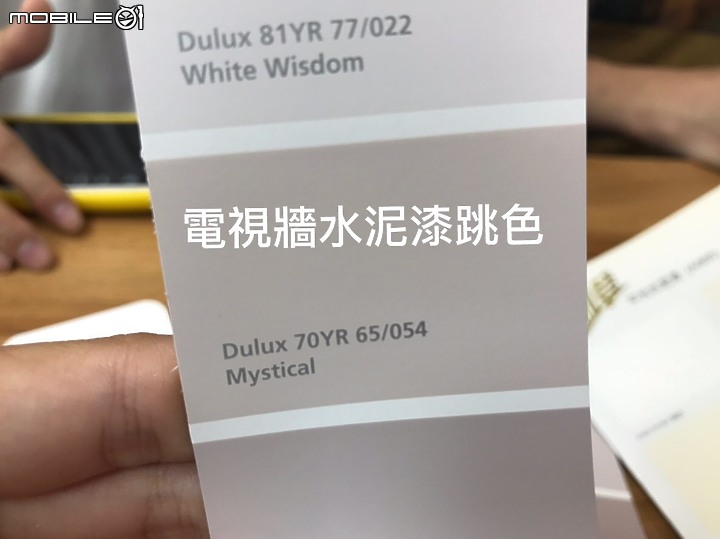 MOBILE01
Dulux 81YR 77/022
White Wisdom
電視牆水泥漆跳色
Dulux 70YR 65/054
Mystical